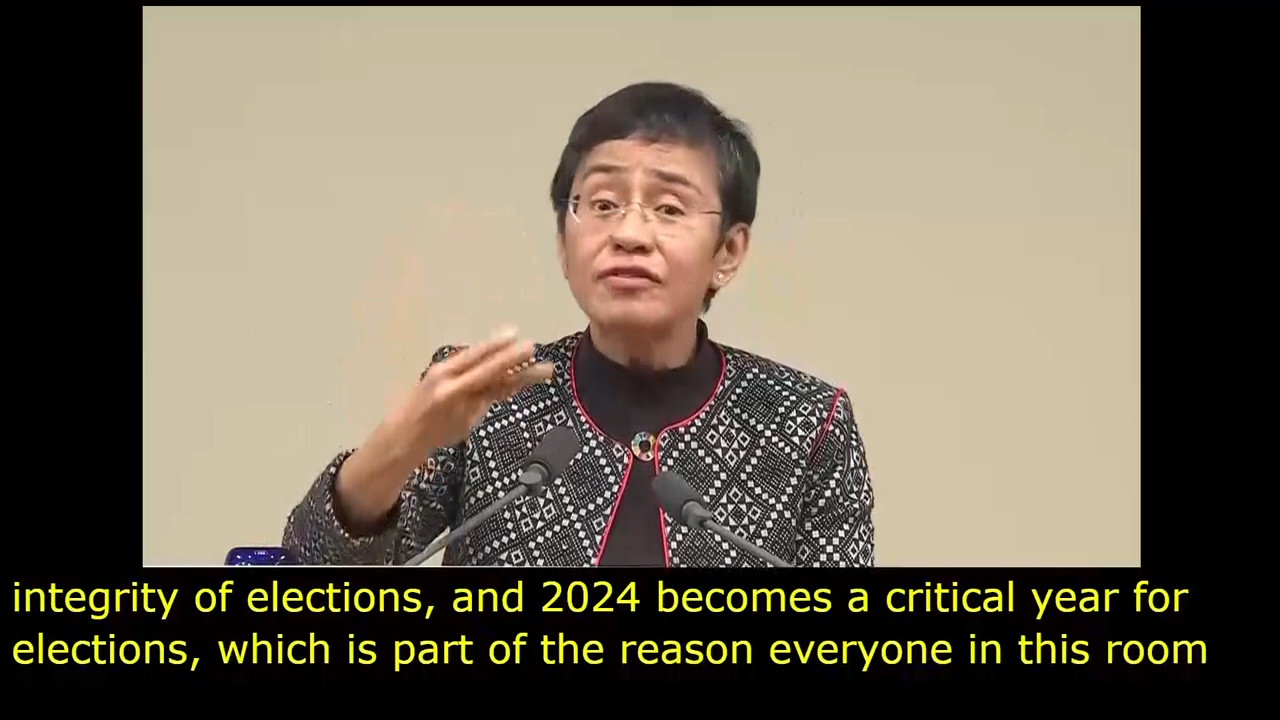 integrity of elections, and 2024 becomes a critical year for
elections, which is part of the reason everyone in this room